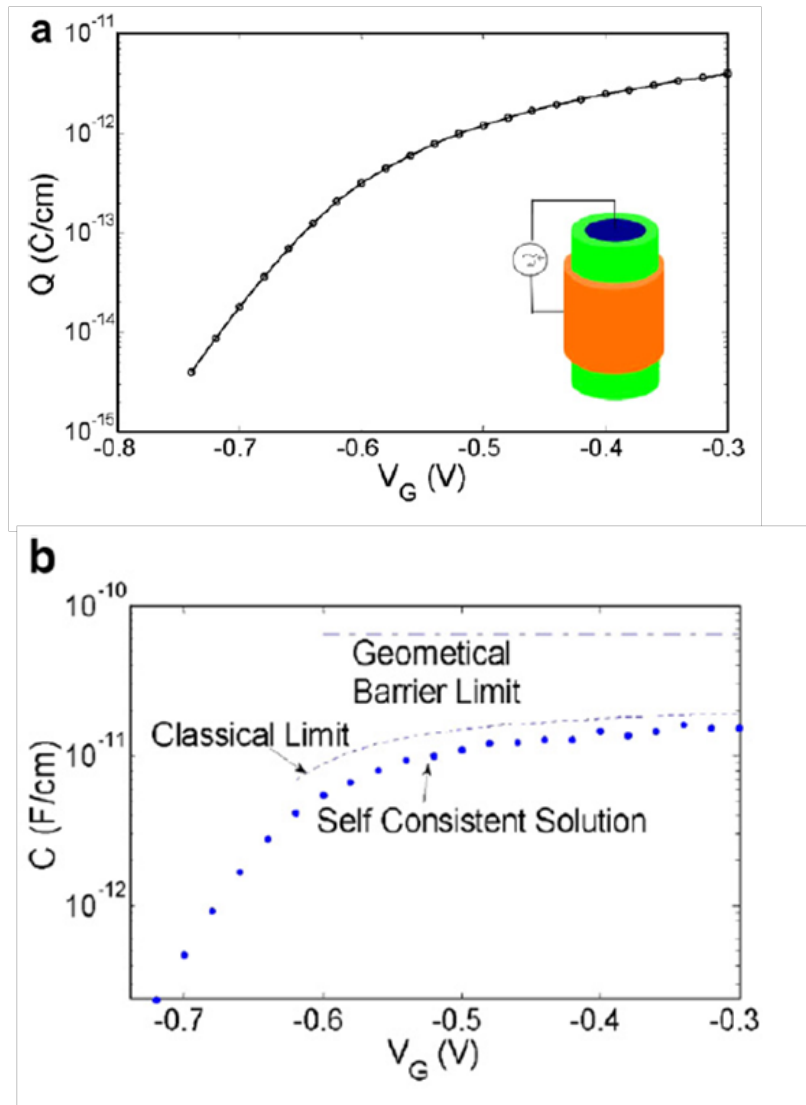 a
10^-11
10^-12
10^-13
10^-14
10^-15
Q (C/cm)
-0.8 -0.7 -0.6 -0.5 -0.4 -0.3
V_G (V)
b
10^-10
10^-11
10^-12
C (F/cm)
Geometical
Barrier Limit
Classical Limit
Self Consistent Solution
-0.7 -0.6 -0.5 -0.4 -0.3
V_G (V)